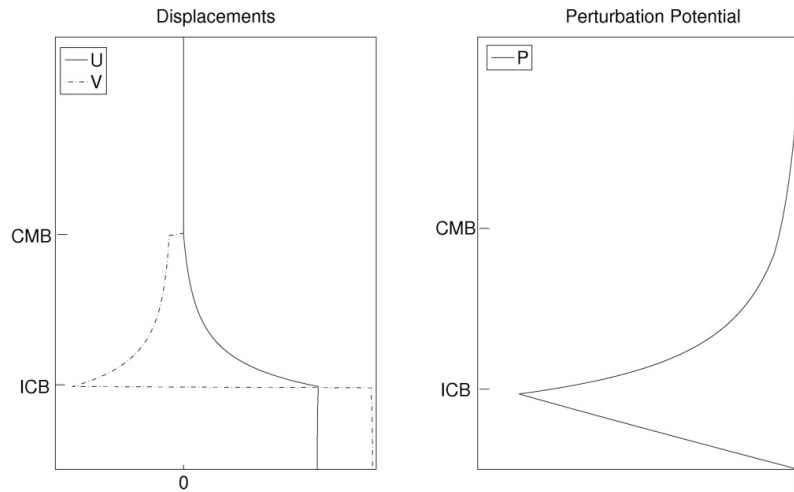 Displacements
U
V
CMB
ICB
0
Perturbation Potential
P
CMB
ICB